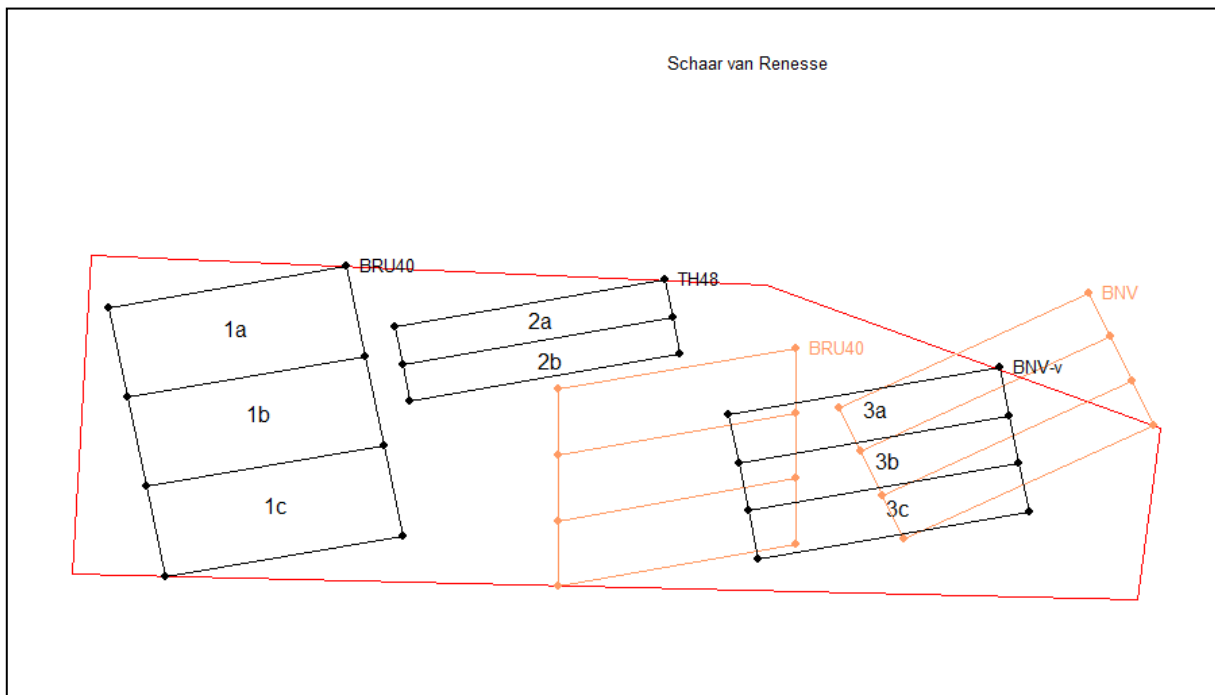 Schaar van Renesse
BRU40
TH48
BNV
1a
2a
2b
BRU40
BNV-v
1b
3a
3b
1c
3c